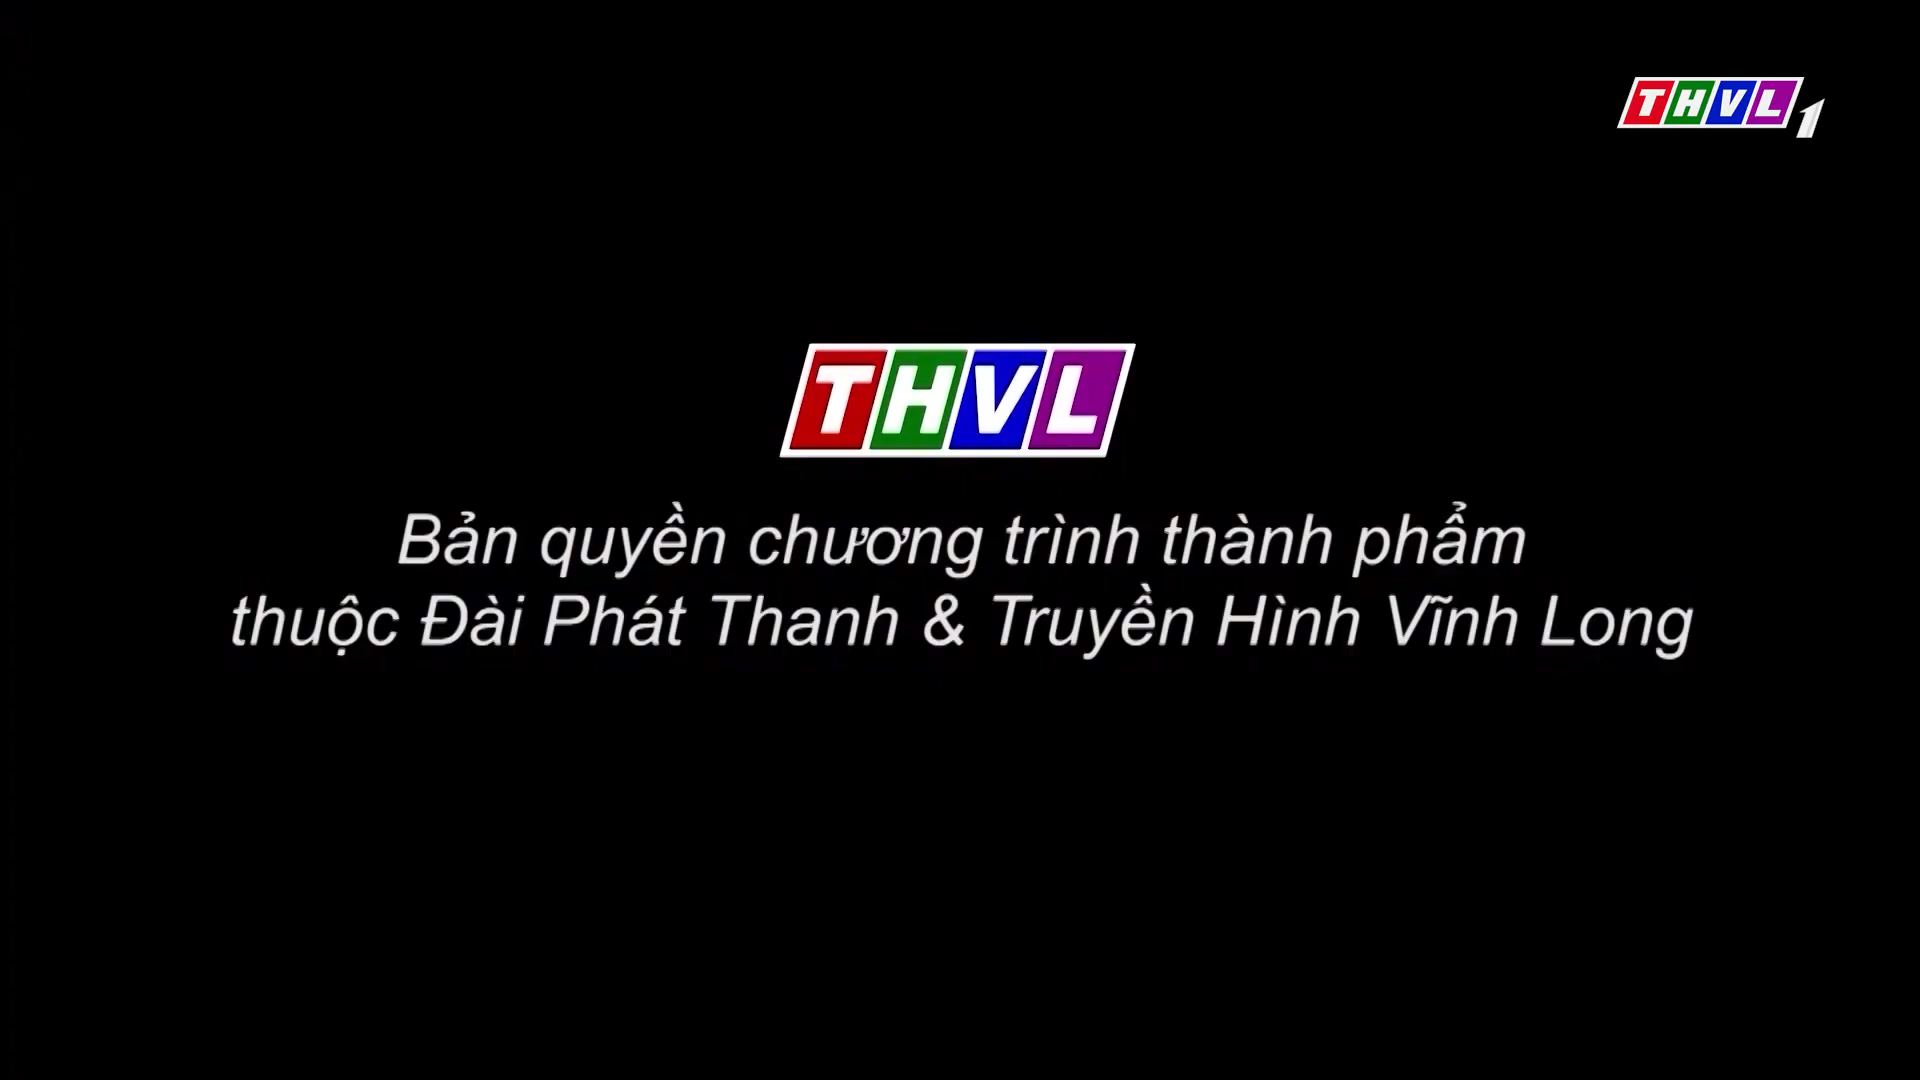 THVL1
THVL
Bản quyền chương trình thành phẩm
thuộc Đài Phát Thanh & Truyền Hình Vĩnh Long